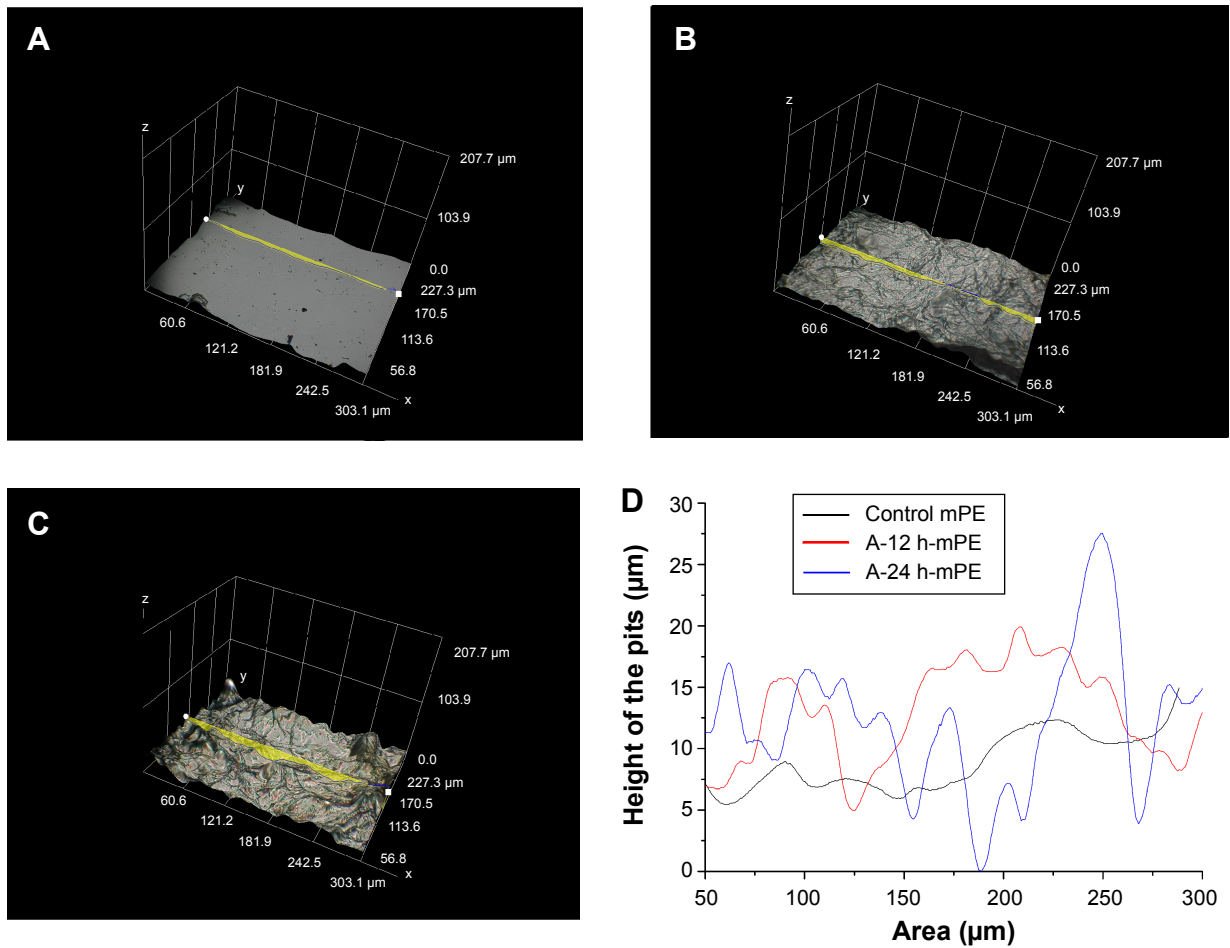 A
z
y
207.7 µm
103.9
0.0
227.3 µm
170.5
113.6
56.8
60.6
121.2
181.9
242.5
303.1 µm
x
B
z
y
207.7 µm
103.9
0.0
227.3 µm
170.5
113.6
56.8
60.6
121.2
181.9
242.5
303.1 µm
x
C
z
y
207.7 µm
103.9
0.0
227.3 µm
170.5
113.6
56.8
60.6
121.2
181.9
242.5
303.1 µm
x
D
Control mPE
A-12 h-mPE
A-24 h-mPE
Height of the pits (µm)
30
25
20
15
10
5
0
50 100 150 200 250 300
Area (µm)